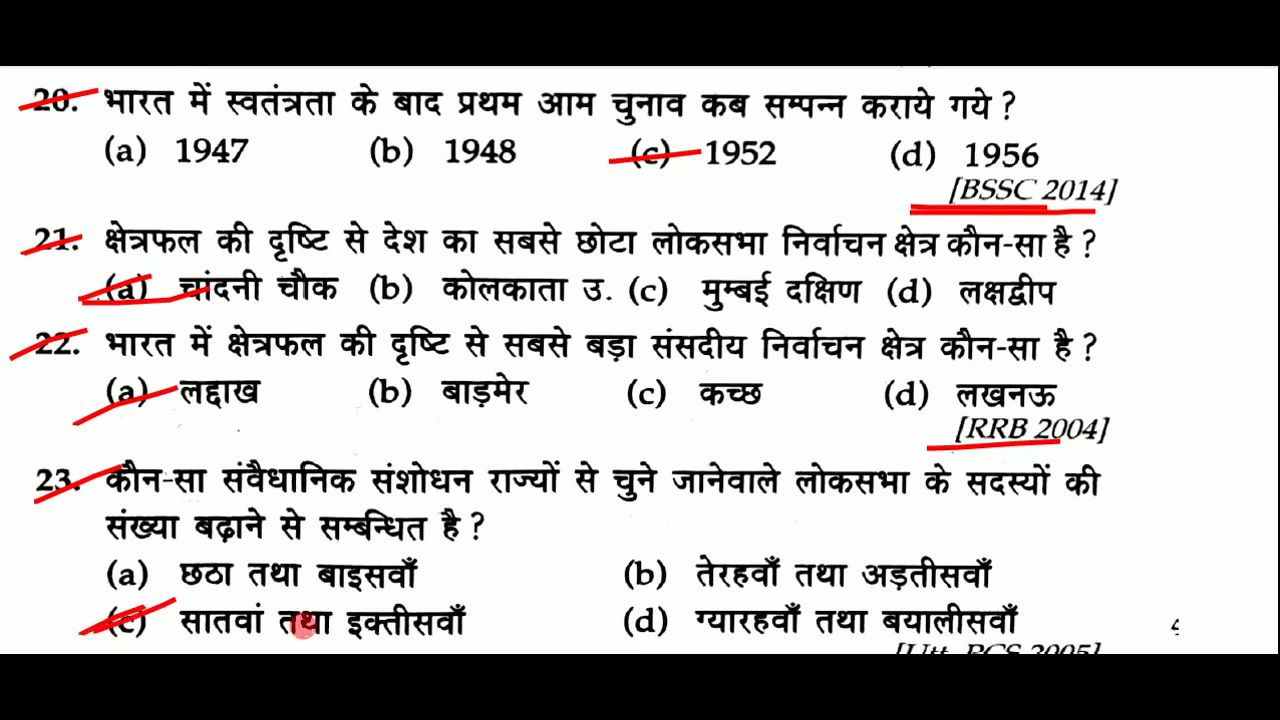 20. भारत में स्वतंत्रता के बाद प्रथम आम चुनाव कब सम्पन्न कराये गये ?
(a) 1947 (b) 1948 (c) 1952 (d) 1956
[BSSC 2014]
21. क्षेत्रफल की दृष्टि से देश का सबसे छोटा लोकसभा निर्वाचन क्षेत्र कौन-सा है ?
(a) चांदनी चौक (b) कोलकाता उ. (c) मुम्बई दक्षिण (d) लक्षद्वीप
22. भारत में क्षेत्रफल की दृष्टि से सबसे बड़ा संसदीय निर्वाचन क्षेत्र कौन-सा है ?
(a) लद्दाख (b) बाड़मेर (c) कच्छ (d) लखनऊ
[RRB 2004]
23. कौन-सा संवैधानिक संशोधन राज्यों से चुने जानेवाले लोकसभा के सदस्यों की
संख्या बढ़ाने से सम्बन्धित है ?
(a) छठा तथा बाइसवाँ (b) तेरहवाँ तथा अड़तीसवाँ
(c) सातवां तथा इक्तीसवाँ (d) ग्यारहवाँ तथा बयालीसवाँ
[Utt. PCS 2005]